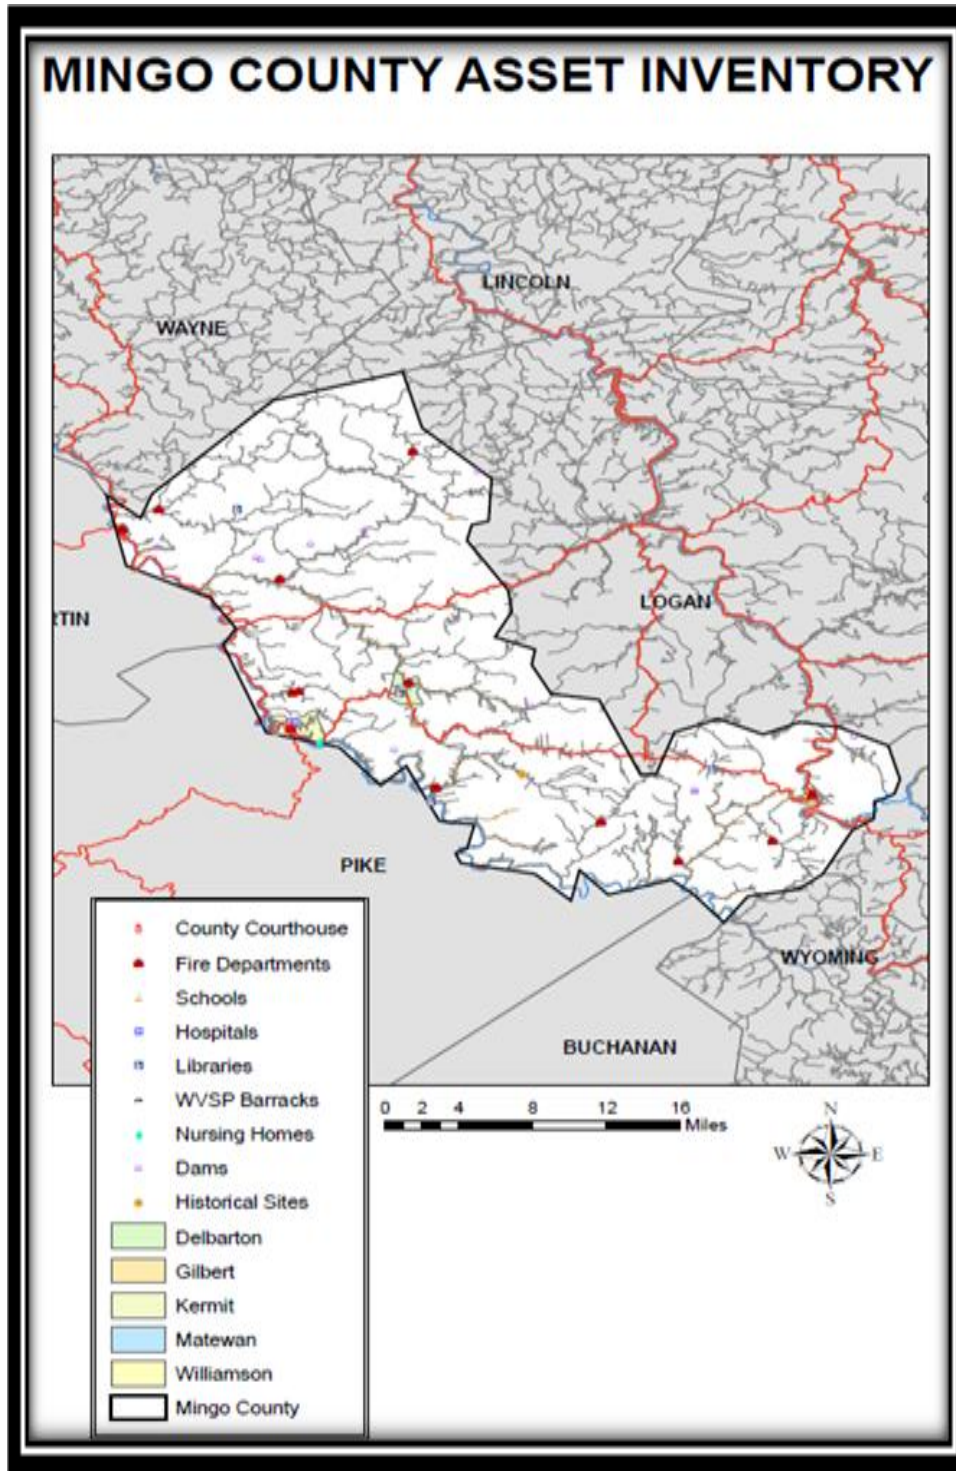 MINGO COUNTY ASSET INVENTORY
LINCOLN
WAYNE
LOGAN
RTIN
PIKE
WYOMING
BUCHANAN
County Courthouse
Fire Departments
Schools
Hospitals
Libraries
WVSP Barracks
Nursing Homes
Dams
Historical Sites
Delbarton
Gilbert
Kermit
Matewan
Williamson
Mingo County
0 2 4 8 12 16
Miles
N
W E
S